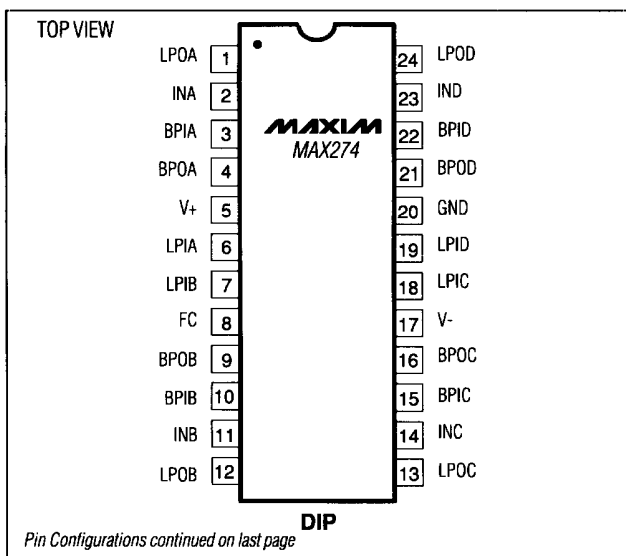 TOP VIEW
LPOA 1
INA 2
BPIA 3
BPOA 4
V+ 5
LPIA 6
LPIB 7
FC 8
BPOB 9
BPIB 10
INB 11
LPOB 12
MAXIM
MAX274
24 LPOD
23 IND
22 BPID
21 BPOD
20 GND
19 LPID
18 LPIC
17 V-
16 BPOC
15 BPIC
14 INC
13 LPOC
DIP
Pin Configurations continued on last page